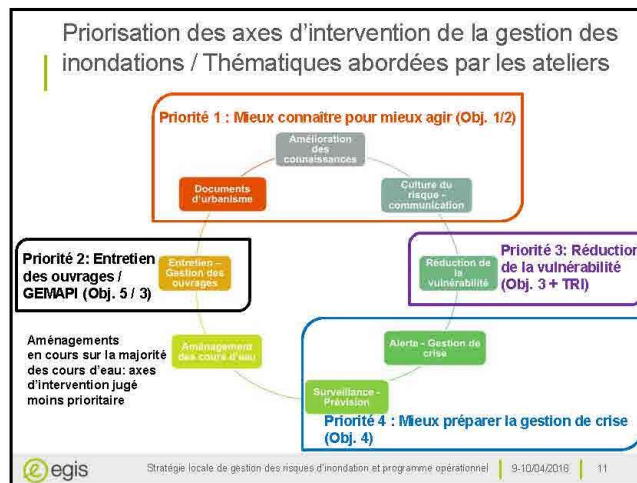 Priorisation des axes d'intervention de la gestion des
inondations / Thématiques abordées par les ateliers
Priorité 1 : Mieux connaître pour mieux agir (Obj. 1/2)
Amélioration
des
connaissances
Documents
d'urbanisme
Culture du
risque -
communication
Priorité 2: Entretien
des ouvrages /
GEMAPI (Obj. 5 / 3)
Entretien –
Gestion des
ouvrages
Réduction de
la
vulnérabilité
Priorité 3: Réduction
de la vulnérabilité
(Obj. 3 + TRI)
Aménagements
en cours sur la majorité
des cours d'eau: axes
d'intervention jugé
moins prioritaire
Aménagement
des cours d'eau
Alerte - Gestion de
crise
Surveillance -
Prévision
Priorité 4 : Mieux préparer la gestion de crise
(Obj. 4)
egis
Stratégie locale de gestion des risques d'inondation et programme opérationnel
9-10/04/2016
11